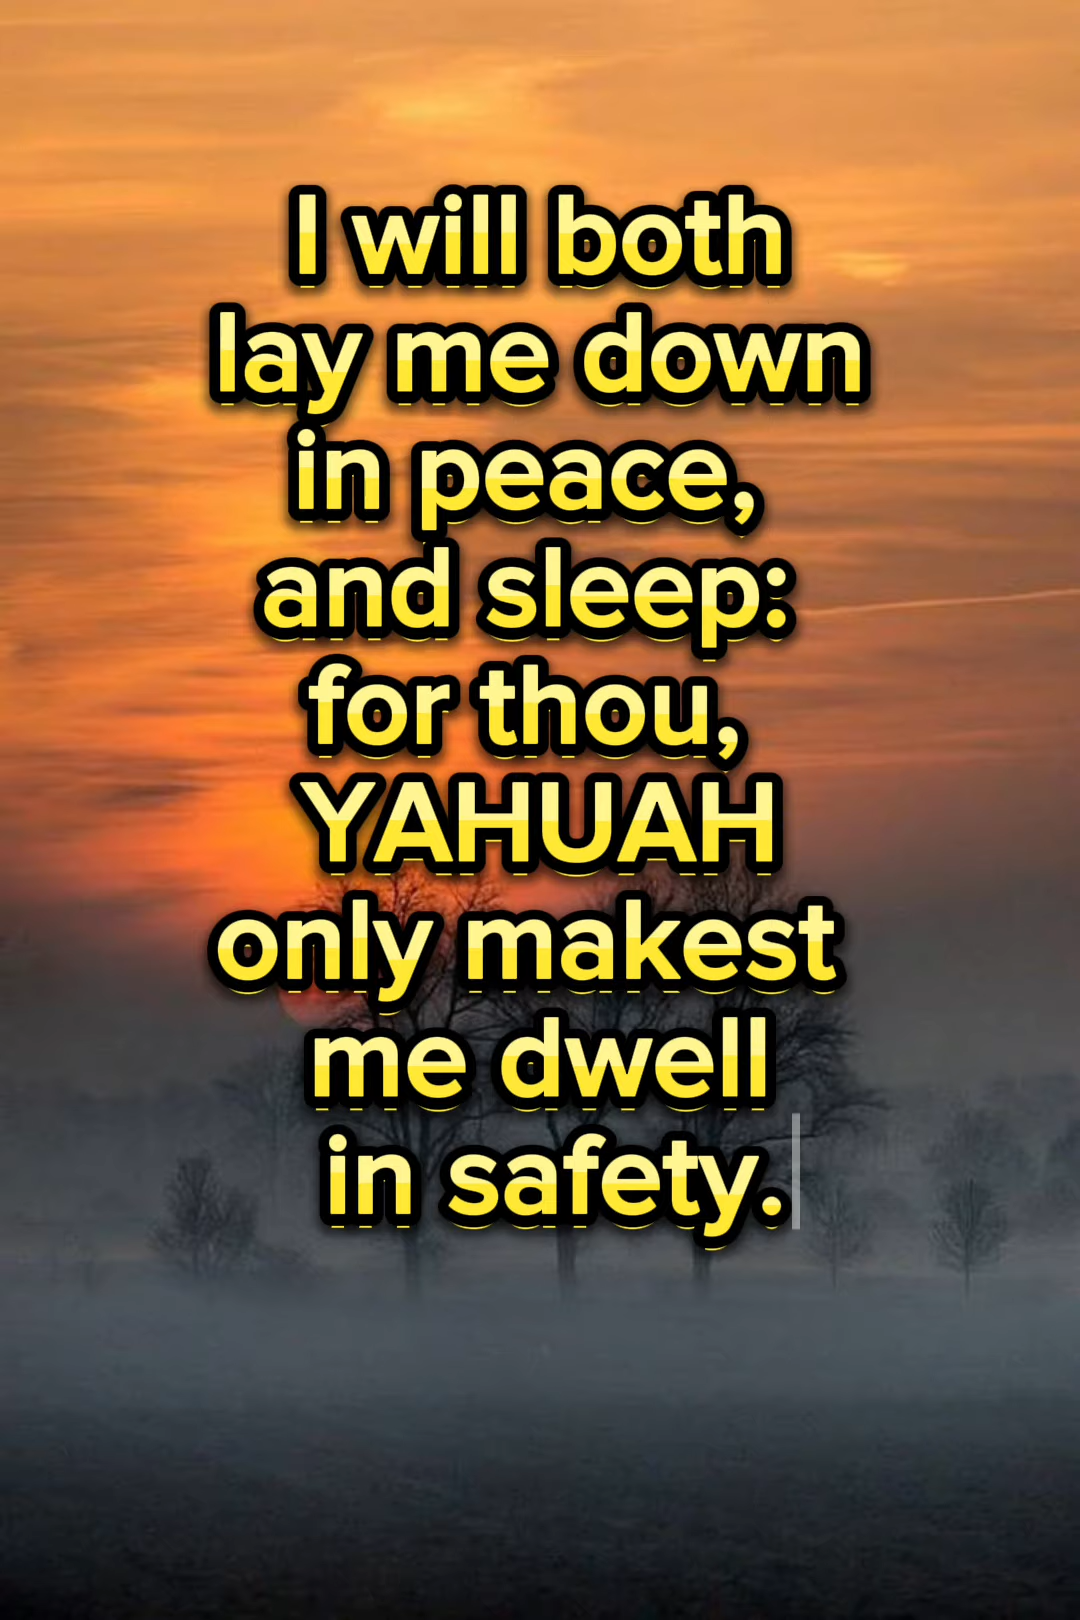 I will both
lay me down
in peace,
and sleep:
for thou,
YAHUAH
only makest
me dwell
in safety.